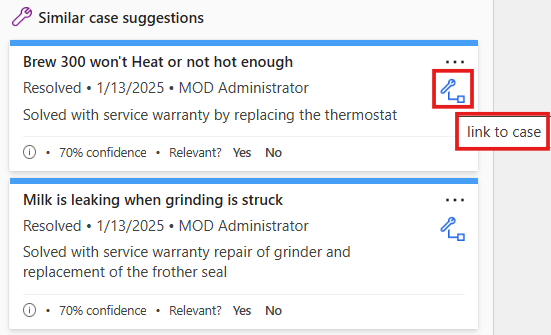 Similar case suggestions
Brew 300 won't Heat or not hot enough
Resolved • 1/13/2025 • MOD Administrator
Solved with service warranty by replacing the thermostat
link to case
• 70% confidence • Relevant? Yes No
Milk is leaking when grinding is struck
Resolved • 1/13/2025 • MOD Administrator
Solved with service warranty repair of grinder and
replacement of the frother seal
• 70% confidence • Relevant? Yes No